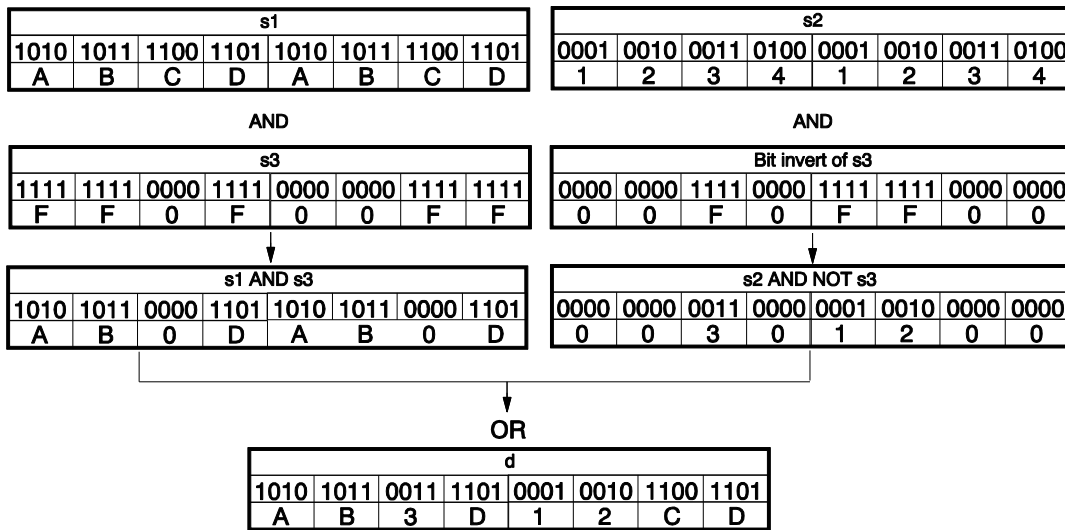 s1
1010 1011 1100 1101 1010 1011 1100 1101
A B C D A B C D
s2
0001 0010 0011 0100 0001 0010 0011 0100
1 2 3 4 1 2 3 4
AND
AND
s3
1111 1111 0000 1111 0000 0000 1111 1111
F F 0 F 0 0 F F
Bit invert of s3
0000 0000 1111 0000 1111 1111 0000 0000
0 0 F 0 F F 0 0
s1 AND s3
1010 1011 0000 1101 1010 1011 0000 1101
A B 0 D A B 0 D
s2 AND NOT s3
0000 0000 0011 0000 0001 0010 0000 0000
0 0 3 0 1 2 0 0
OR
d
1010 1011 0011 1101 0001 0010 1100 1101
A B 3 D 1 2 C D